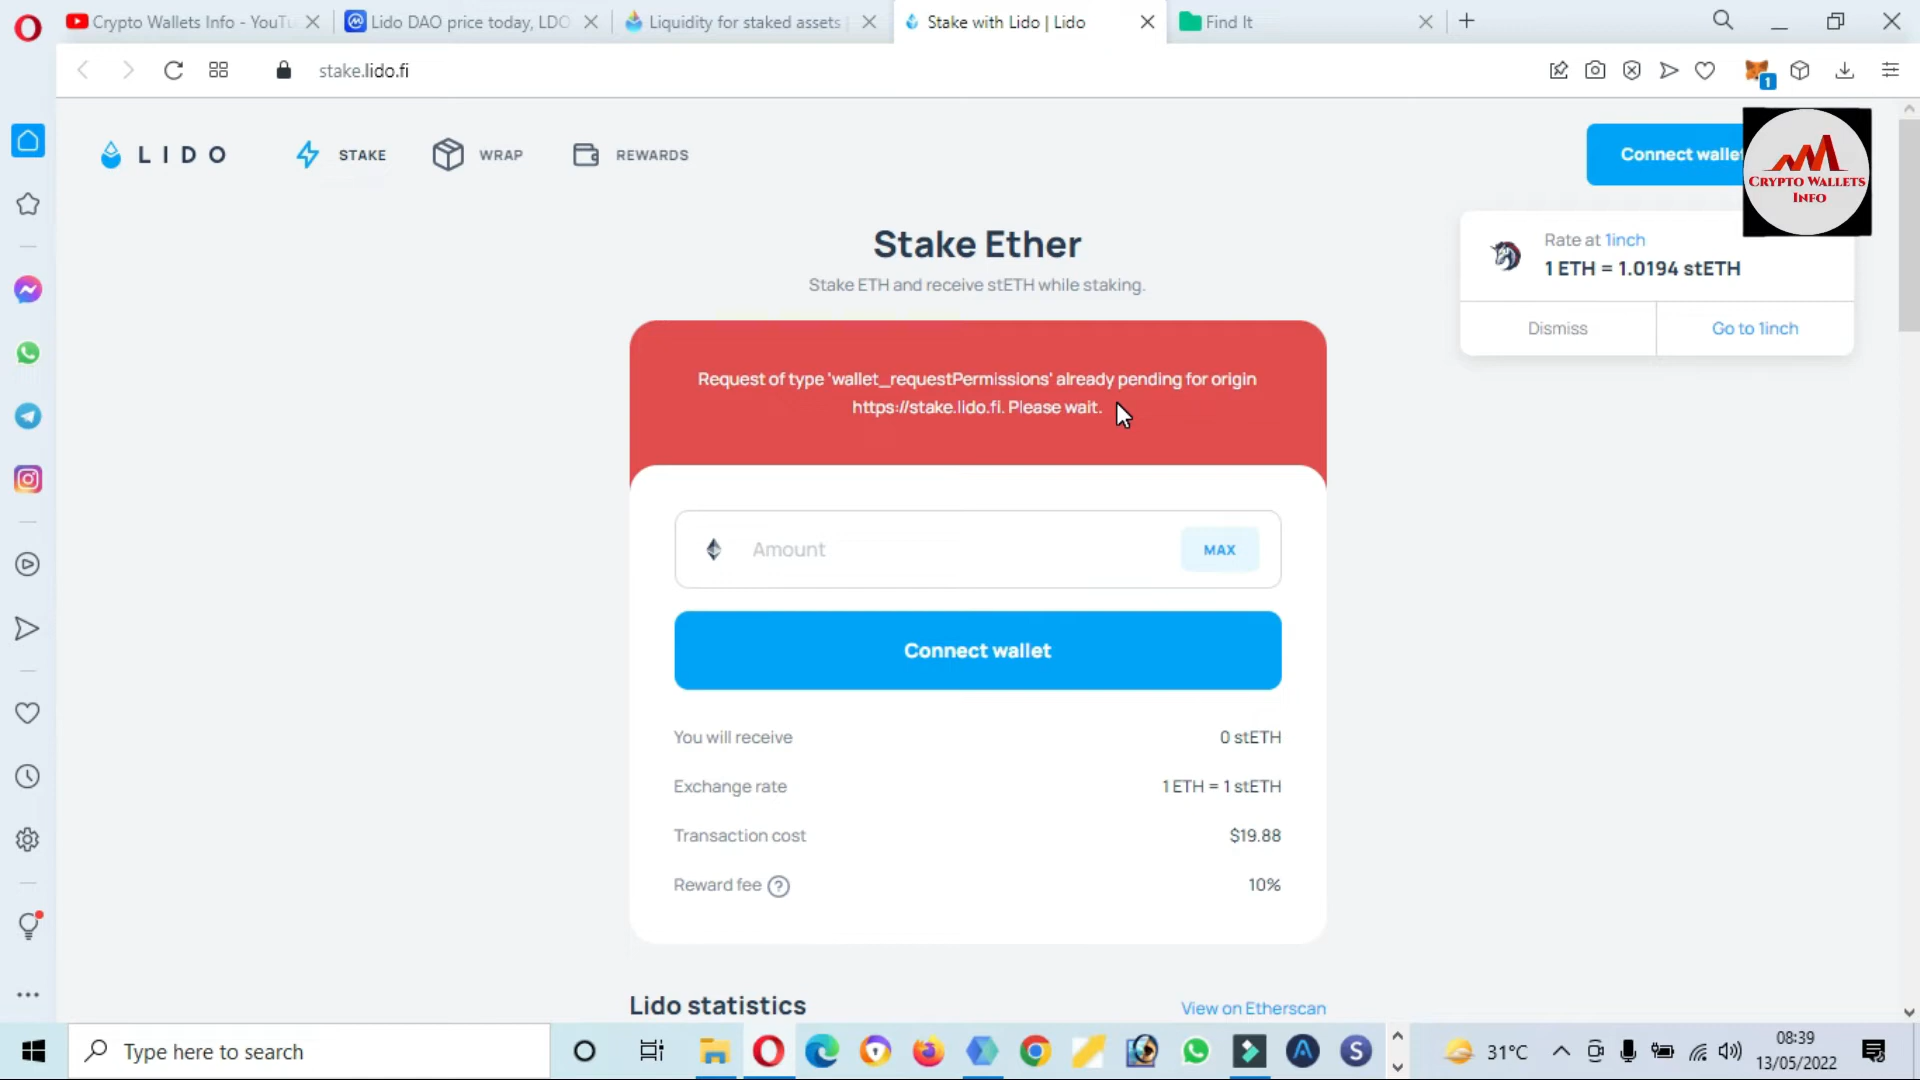 Crypto Wallets Info - YouTu
Lido DAO price today, LDO
Liquidity for staked assets
Stake with Lido | Lido
Find It
stake.lido.fi
1
LIDO
STAKE
WRAP
REWARDS
Connect wallet
CRYPTO WALLETS
INFO
Stake Ether
Stake ETH and receive stETH while staking.
Rate at 1inch
1 ETH = 1.0194 stETH
Dismiss
Go to 1inch
Request of type 'wallet_requestPermissions' already pending for origin
https://stake.lido.fi. Please wait.
Amount
MAX
Connect wallet
You will receive
0 stETH
Exchange rate
1 ETH = 1 stETH
Transaction cost
$19.88
Reward fee ?
10%
Lido statistics
View on Etherscan
Type here to search
S
31°C
08:39
13/05/2022